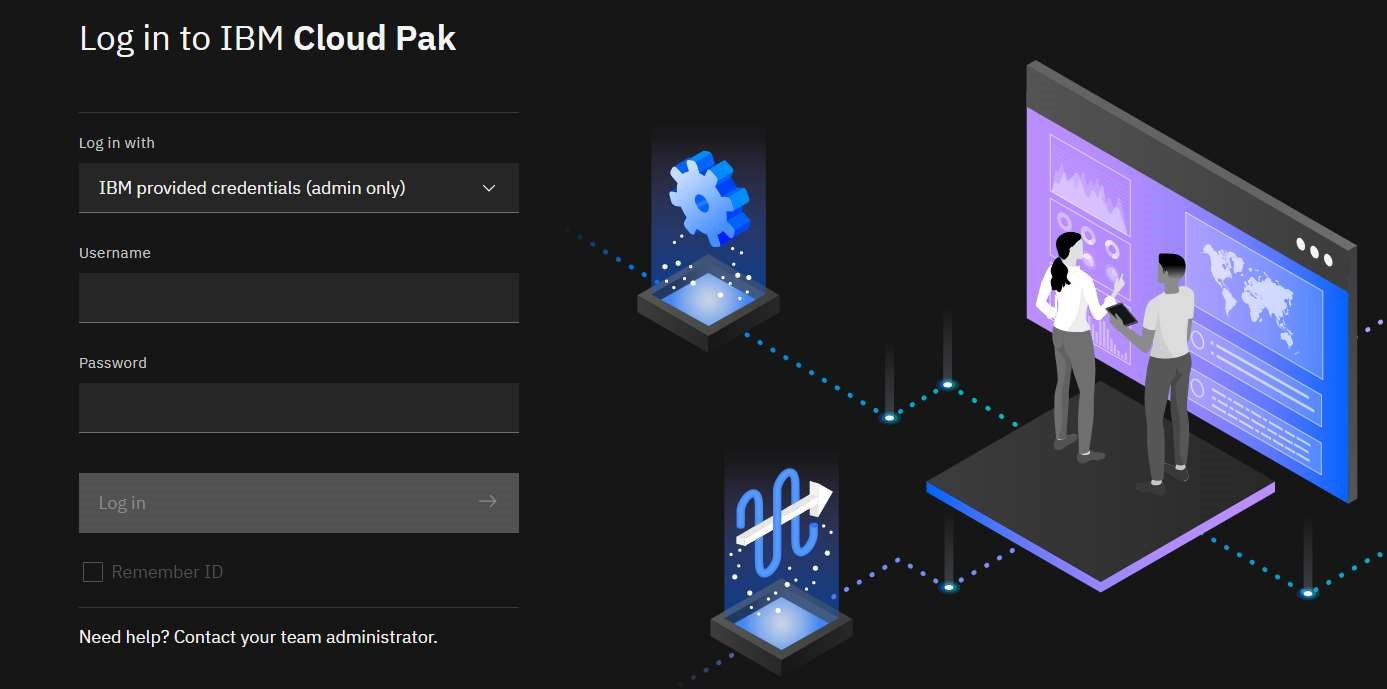 Log in to IBM Cloud Pak
Log in with
IBM provided credentials (admin only)
Username
Password
Log in
Remember ID
Need help? Contact your team administrator.